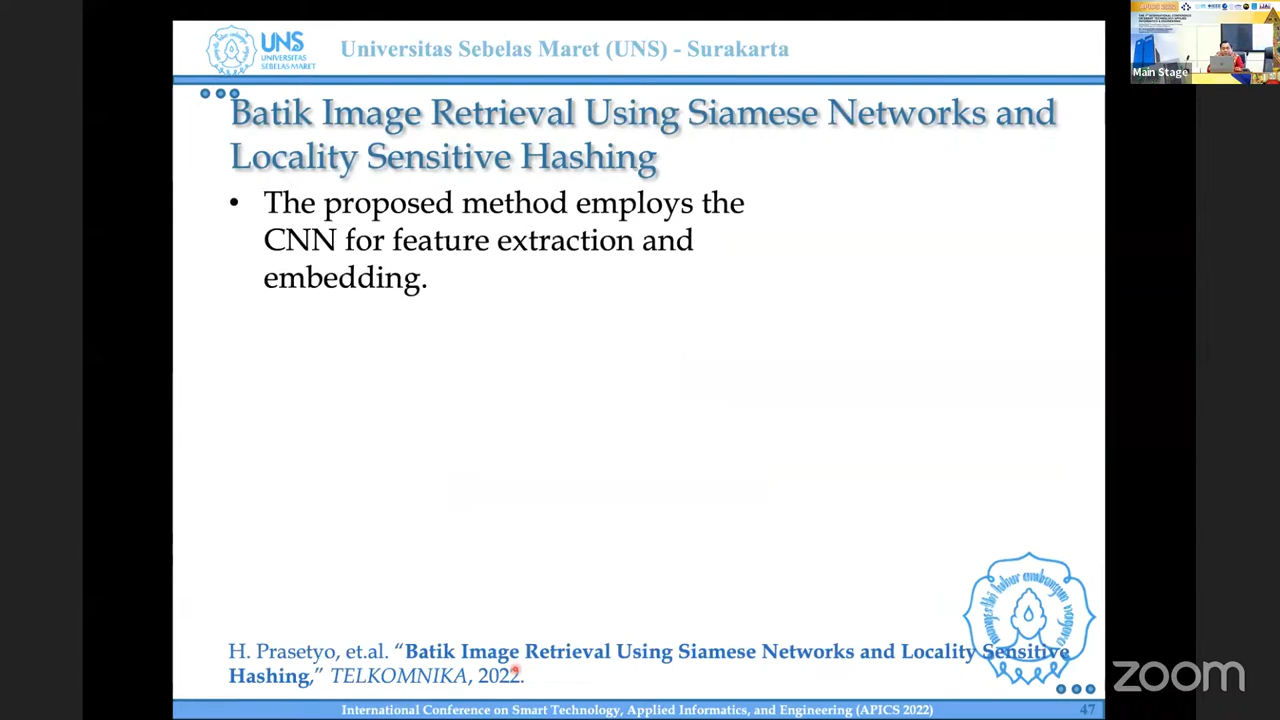 UNS
UNIVERSITAS
SEBELAS MARET
Universitas Sebelas Maret (UNS) - Surakarta
Batik Image Retrieval Using Siamese Networks and
Locality Sensitive Hashing
• The proposed method employs the
CNN for feature extraction and
embedding.
H. Prasetyo, et.al. “Batik Image Retrieval Using Siamese Networks and Locality Sensitive
Hashing,” TELKOMNIKA, 2022.
International Conference on Smart Technology, Applied Informatics, and Engineering (APICS 2022)
47
Main Stage
zoom